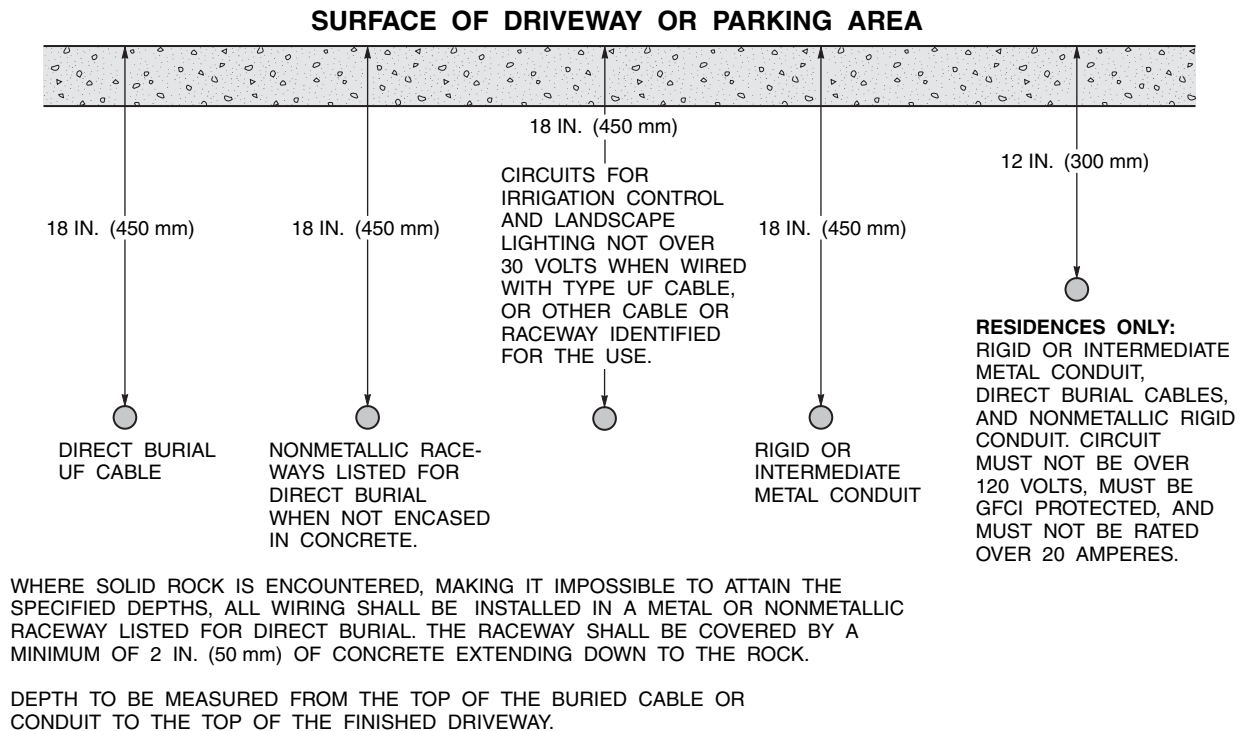 SURFACE OF DRIVEWAY OR PARKING AREA
18 IN. (450 mm)
DIRECT BURIAL
UF CABLE
18 IN. (450 mm)
NONMETALLIC RACE-
WAYS LISTED FOR
DIRECT BURIAL
WHEN NOT ENCASED
IN CONCRETE.
18 IN. (450 mm)
CIRCUITS FOR
IRRIGATION CONTROL
AND LANDSCAPE
LIGHTING NOT OVER
30 VOLTS WHEN WIRED
WITH TYPE UF CABLE,
OR OTHER CABLE OR
RACEWAY IDENTIFIED
FOR THE USE.
18 IN. (450 mm)
RIGID OR
INTERMEDIATE
METAL CONDUIT
12 IN. (300 mm)
RESIDENCES ONLY:
RIGID OR INTERMEDIATE
METAL CONDUIT,
DIRECT BURIAL CABLES,
AND NONMETALLIC RIGID
CONDUIT. CIRCUIT
MUST NOT BE OVER
120 VOLTS, MUST BE
GFCI PROTECTED, AND
MUST NOT BE RATED
OVER 20 AMPERES.
WHERE SOLID ROCK IS ENCOUNTERED, MAKING IT IMPOSSIBLE TO ATTAIN THE
SPECIFIED DEPTHS, ALL WIRING SHALL BE INSTALLED IN A METAL OR NONMETALLIC
RACEWAY LISTED FOR DIRECT BURIAL. THE RACEWAY SHALL BE COVERED BY A
MINIMUM OF 2 IN. (50 mm) OF CONCRETE EXTENDING DOWN TO THE ROCK.
DEPTH TO BE MEASURED FROM THE TOP OF THE BURIED CABLE OR
CONDUIT TO THE TOP OF THE FINISHED DRIVEWAY.